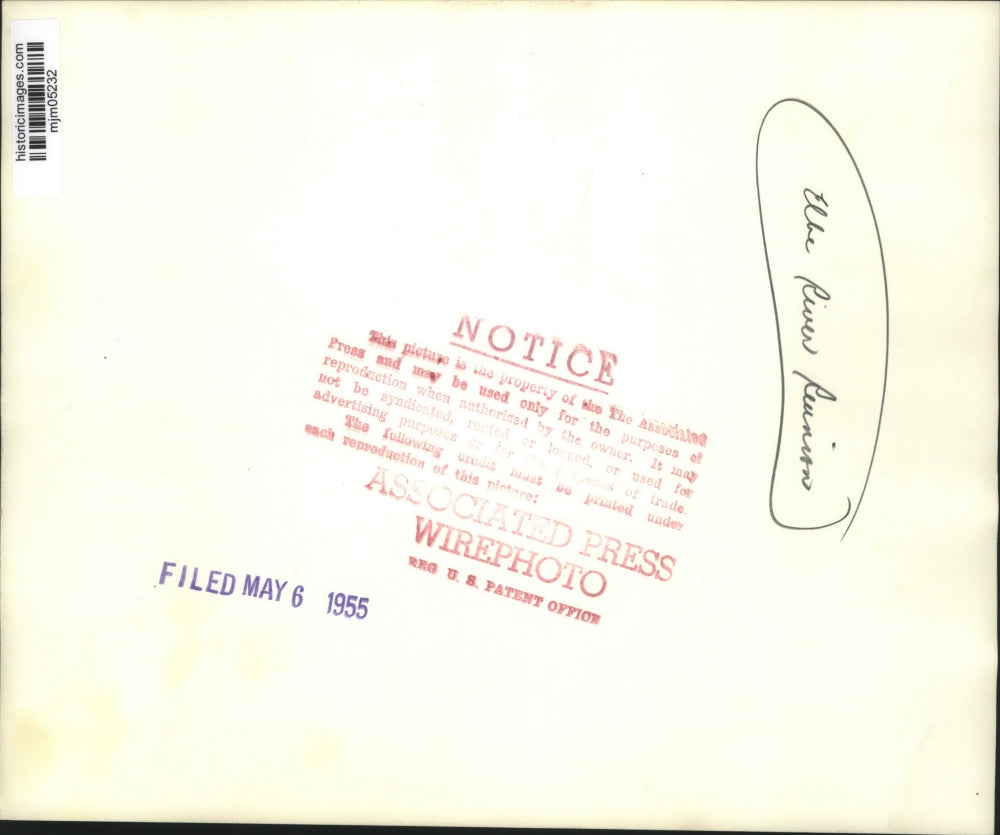 historicimages.com
mjm05232
Elbe River Reunion
NOTICE
This picture is the property of the The Associated
Press and may be used only for the purposes of
reproduction when authorized by the owner. It may
not be syndicated, rented or loaned, or used for
advertising purposes or for the purposes of trade.
The following credit must be printed under
each reproduction of this picture:
ASSOCIATED PRESS
WIREPHOTO
REG U. S. PATENT OFFICE
FILED MAY 6 1955